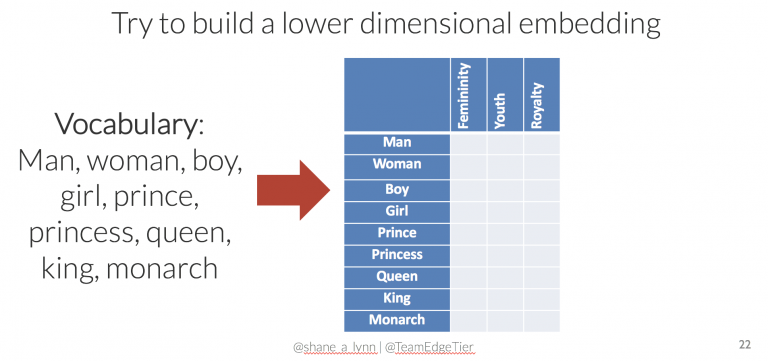 Try to build a lower dimensional embedding
Vocabulary:
Man, woman, boy,
girl, prince,
princess, queen,
king, monarch
Femininity
Youth
Royalty
Man
Woman
Boy
Girl
Prince
Princess
Queen
King
Monarch
@shane_a_lynn | @TeamEdgeTier
22